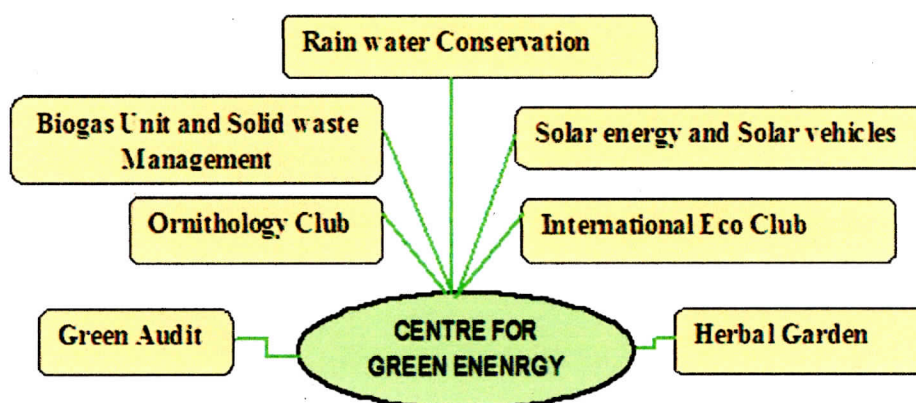 Rain water Conservation
Biogas Unit and Solid waste
Management
Solar energy and Solar vehicles
Ornithology Club
International Eco Club
Green Audit
CENTRE FOR
GREEN ENENRGY
Herbal Garden